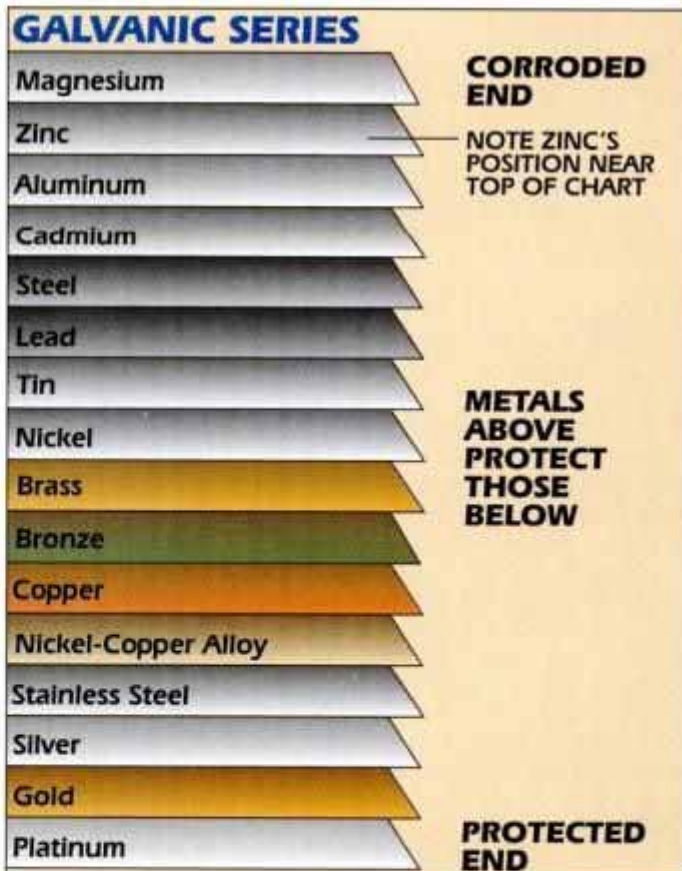 GALVANIC SERIES
Magnesium
Zinc
Aluminum
Cadmium
Steel
Lead
Tin
Nickel
Brass
Bronze
Copper
Nickel-Copper Alloy
Stainless Steel
Silver
Gold
Platinum
CORRODED
END
NOTE ZINC'S
POSITION NEAR
TOP OF CHART
METALS
ABOVE
PROTECT
THOSE
BELOW
PROTECTED
END